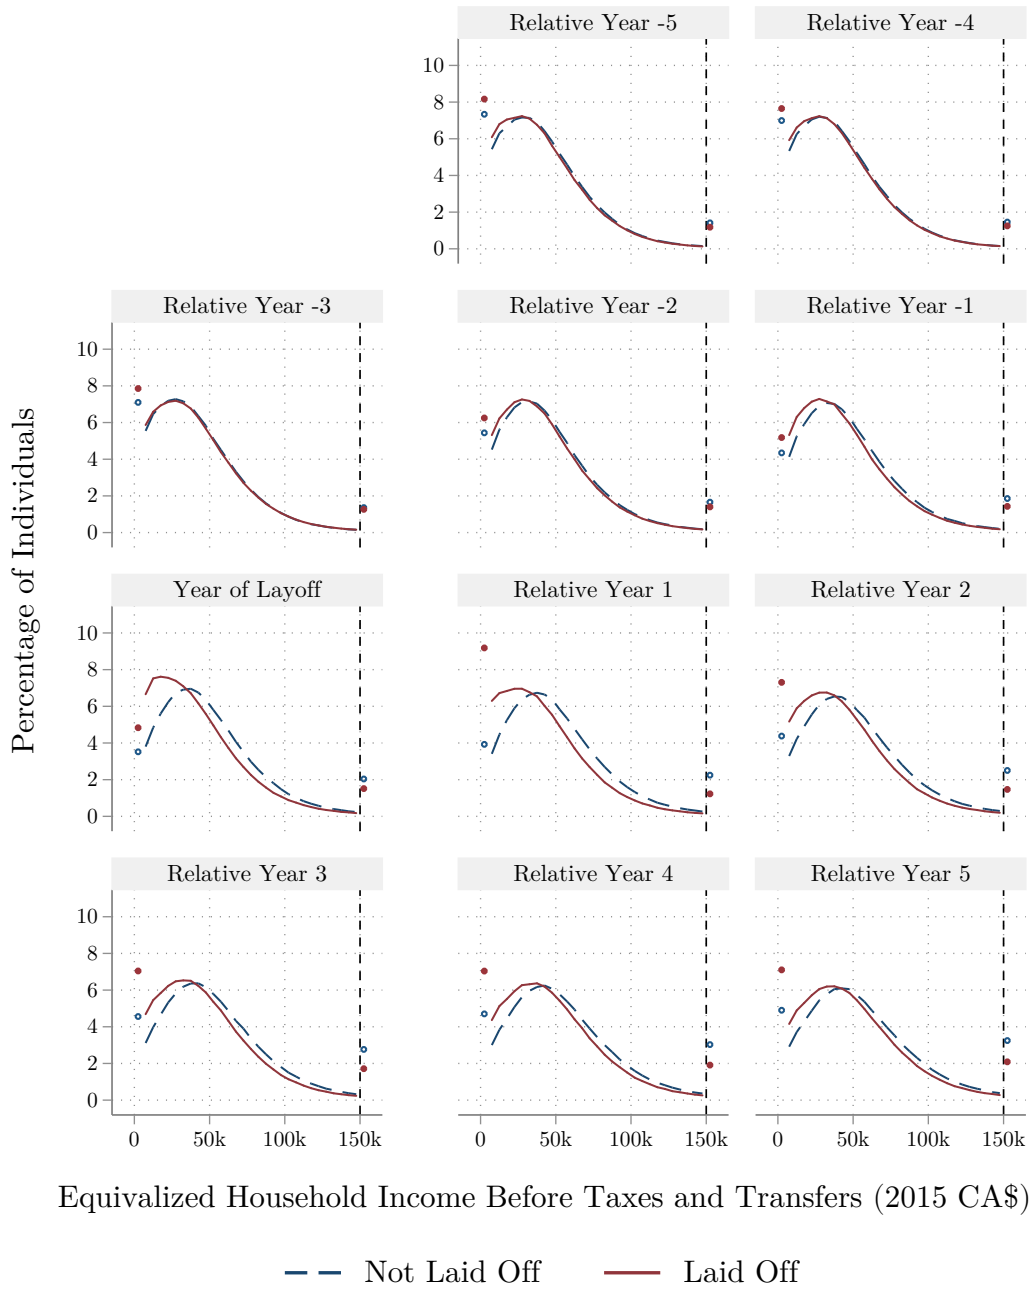 Relative Year -5
Relative Year -4
10
8
6
4
2
0
Relative Year -3
Relative Year -2
Relative Year -1
10
8
6
4
2
0
Year of Layoff
Relative Year 1
Relative Year 2
10
8
6
4
2
0
Relative Year 3
Relative Year 4
Relative Year 5
10
8
6
4
2
0
0 50k 100k 150k
0 50k 100k 150k
0 50k 100k 150k
Percentage of Individuals
Equivalized Household Income Before Taxes and Transfers (2015 CA$)
Not Laid Off
Laid Off